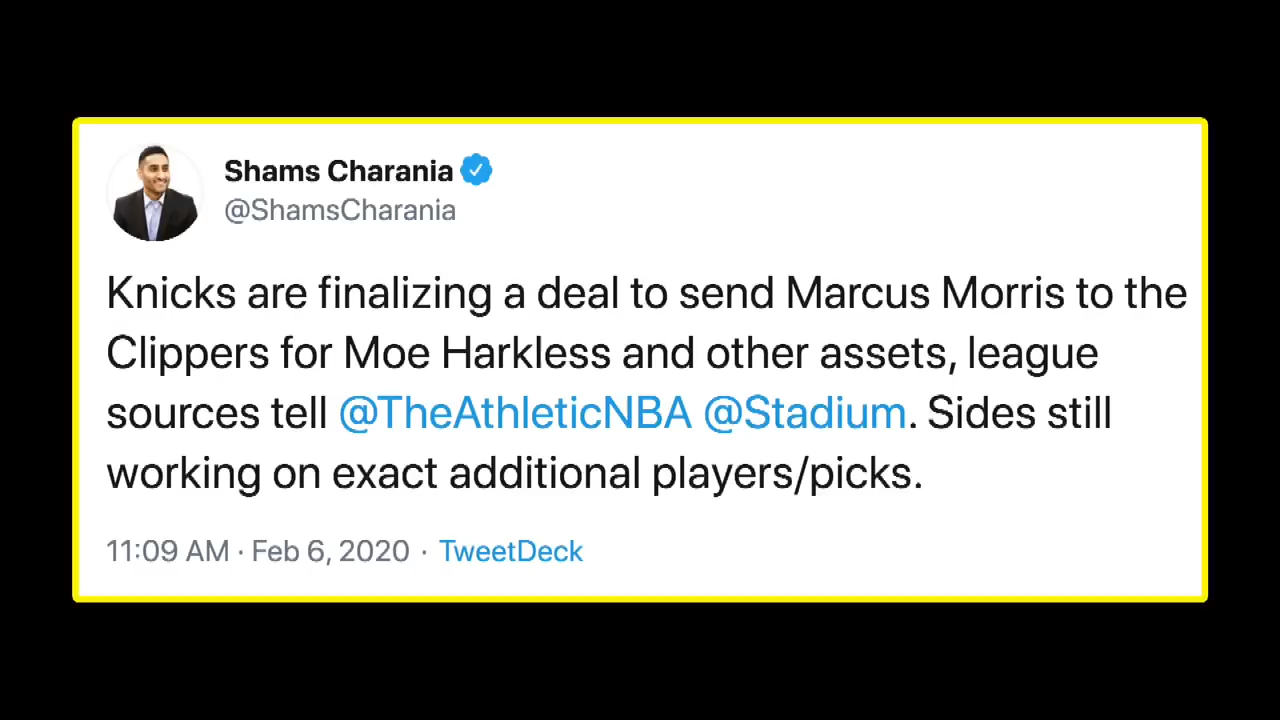 Shams Charania
@ShamsCharania
Knicks are finalizing a deal to send Marcus Morris to the
Clippers for Moe Harkless and other assets, league
sources tell @TheAthleticNBA @Stadium. Sides still
working on exact additional players/picks.
11:09 AM · Feb 6, 2020 · TweetDeck